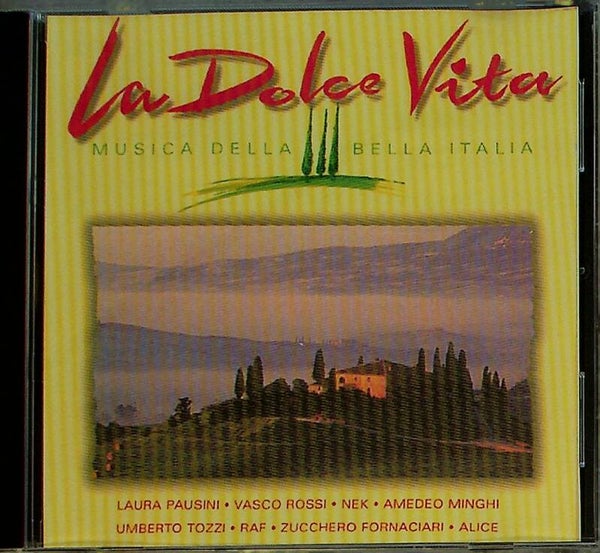 La Dolce Vita
MUSICA DELLA BELLA ITALIA
LAURA PAUSINI • VASCO ROSSI • NEK • AMEDEO MINGHI
UMBERTO TOZZI • RAF • ZUCCHERO FORNACIARI • ALICE